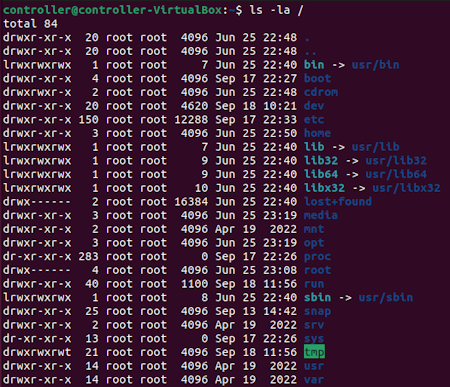 controller@controller-VirtualBox:~$ ls -la /
total 84
drwxr-xr-x  20 root root  4096 Jun 25 22:48 .
drwxr-xr-x  20 root root  4096 Jun 25 22:48 ..
lrwxrwxrwx   1 root root     7 Jun 25 22:40 bin -> usr/bin
drwxr-xr-x   4 root root  4096 Sep 17 22:27 boot
drwxrwxr-x   2 root root  4096 Jun 25 22:48 cdrom
drwxr-xr-x  20 root root  4620 Sep 18 10:21 dev
drwxr-xr-x 150 root root 12288 Sep 17 22:33 etc
drwxr-xr-x   3 root root  4096 Jun 25 22:50 home
lrwxrwxrwx   1 root root     7 Jun 25 22:40 lib -> usr/lib
lrwxrwxrwx   1 root root     9 Jun 25 22:40 lib32 -> usr/lib32
lrwxrwxrwx   1 root root     9 Jun 25 22:40 lib64 -> usr/lib64
lrwxrwxrwx   1 root root    10 Jun 25 22:40 libx32 -> usr/libx32
drwx------   2 root root 16384 Jun 25 22:40 lost+found
drwxr-xr-x   3 root root  4096 Jun 25 23:19 media
drwxr-xr-x   2 root root  4096 Apr 19  2022 mnt
drwxr-xr-x   3 root root  4096 Jun 25 23:19 opt
dr-xr-xr-x 283 root root     0 Sep 17 22:26 proc
drwx------   4 root root  4096 Jun 25 23:08 root
drwxr-xr-x  40 root root  1100 Sep 18 11:56 run
lrwxrwxrwx   1 root root     8 Jun 25 22:40 sbin -> usr/sbin
drwxr-xr-x  25 root root  4096 Sep 13 14:42 snap
drwxr-xr-x   2 root root  4096 Apr 19  2022 srv
dr-xr-xr-x  13 root root     0 Sep 17 22:26 sys
drwxrwxrwt  21 root root  4096 Sep 18 11:56 tmp
drwxr-xr-x  14 root root  4096 Apr 19  2022 usr
drwxr-xr-x  14 root root  4096 Apr 19  2022 var